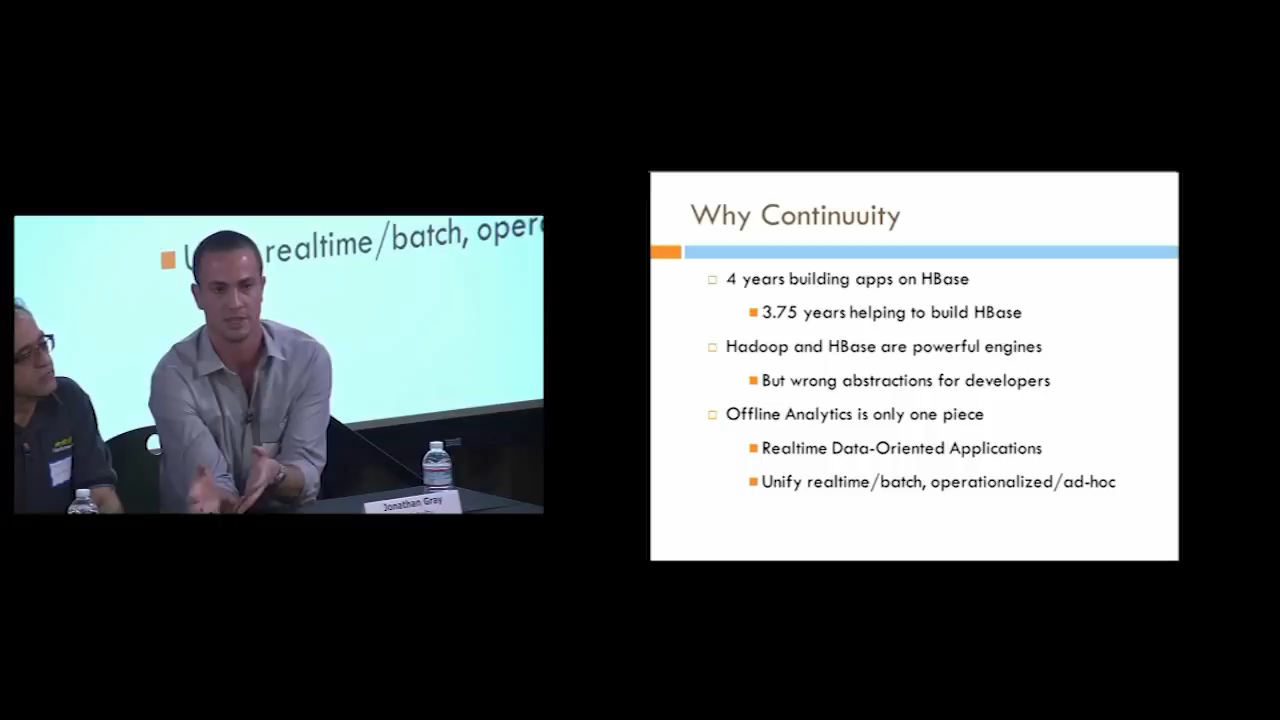 U realtime/batch, oper
Jonathan Gray
Why Continuuity
4 years building apps on HBase
3.75 years helping to build HBase
Hadoop and HBase are powerful engines
But wrong abstractions for developers
Offline Analytics is only one piece
Realtime Data-Oriented Applications
Unify realtime/batch, operationalized/ad-hoc